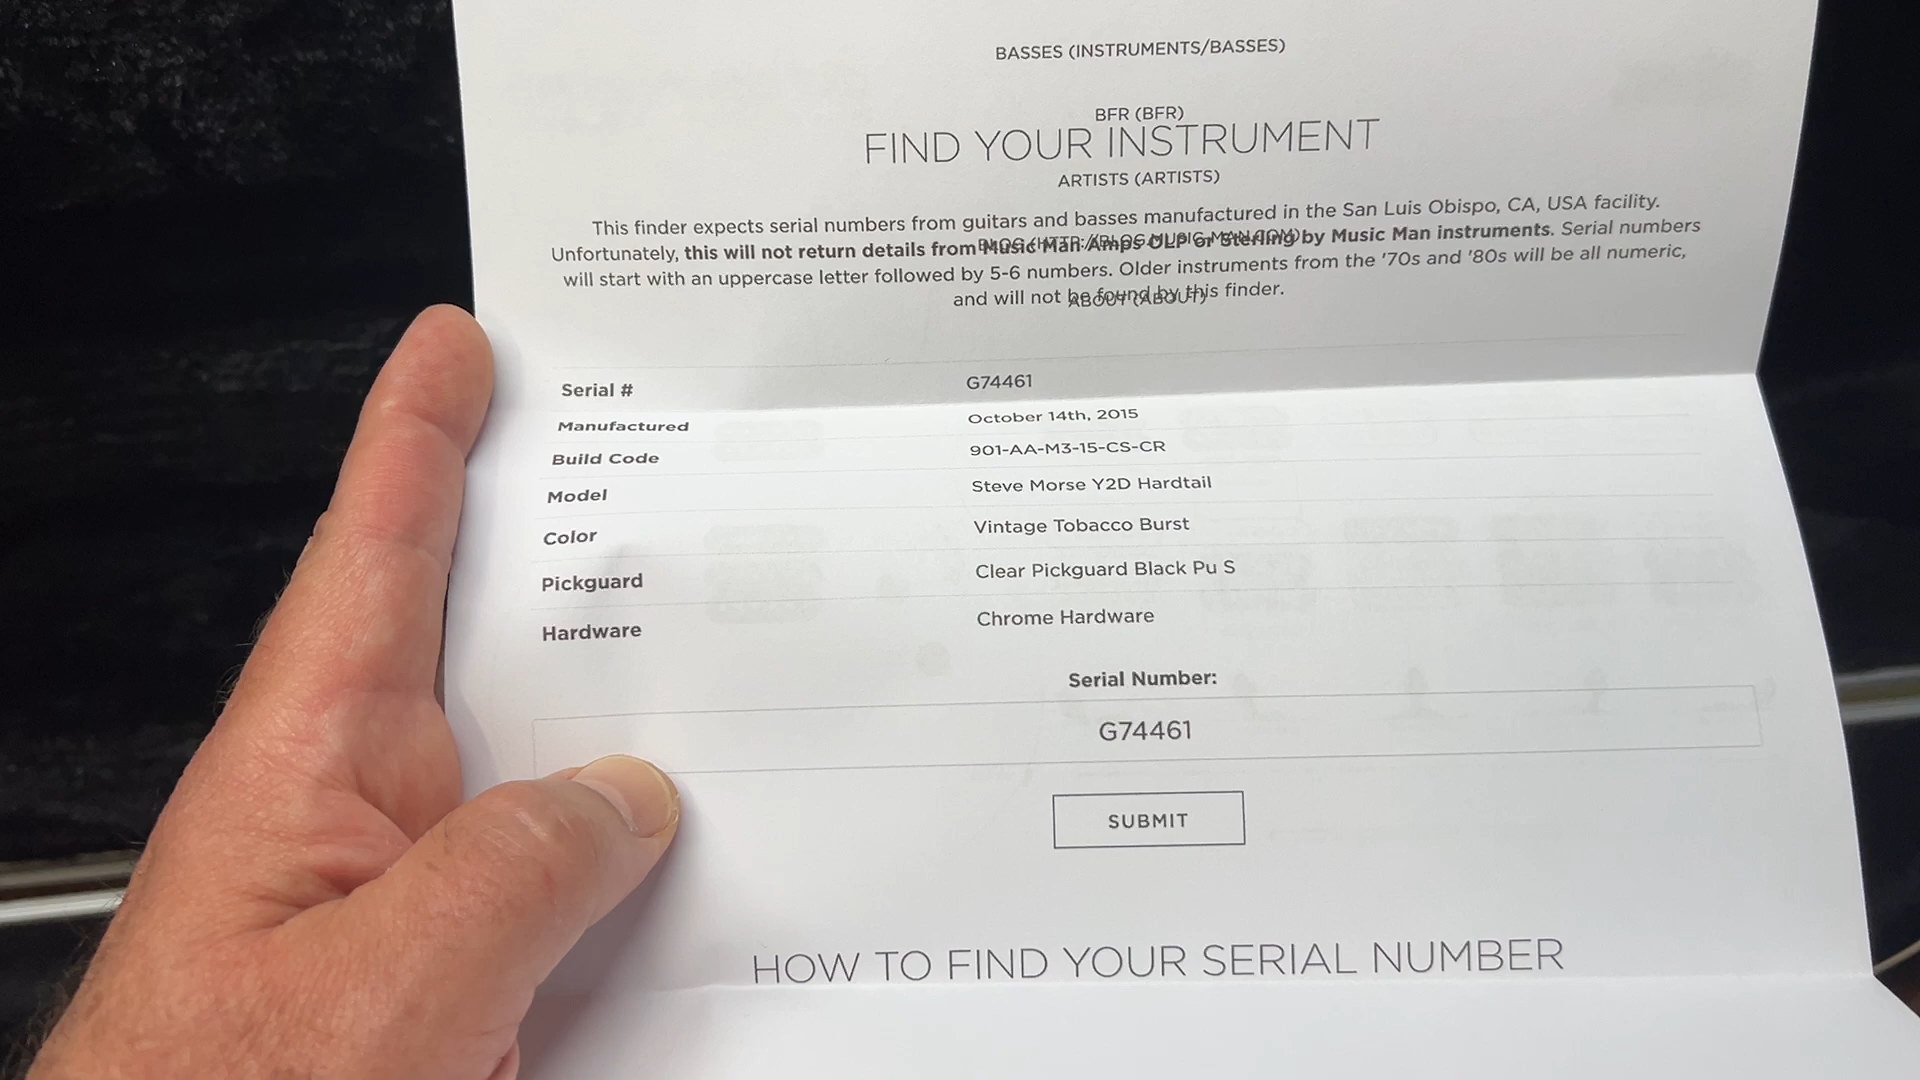 BASSES (INSTRUMENTS/BASSES)
BFR (BFR)
FIND YOUR INSTRUMENT
ARTISTS (ARTISTS)
This finder expects serial numbers from guitars and basses manufactured in the San Luis Obispo, CA, USA facility.
Unfortunately, this will not return details from Music Man Amps OLP or Sterling by Music Man instruments. Serial numbers
BLOG (HTTP://BLOG.MUSIC-MAN.COM)
will start with an uppercase letter followed by 5-6 numbers. Older instruments from the '70s and '80s will be all numeric,
and will not be found by this finder.
ABOUT (ABOUT)
Serial # G74461
Manufactured October 14th, 2015
Build Code 901-AA-M3-15-CS-CR
Model Steve Morse Y2D Hardtail
Color Vintage Tobacco Burst
Pickguard Clear Pickguard Black Pu S
Hardware Chrome Hardware
Serial Number:
G74461
SUBMIT
HOW TO FIND YOUR SERIAL NUMBER